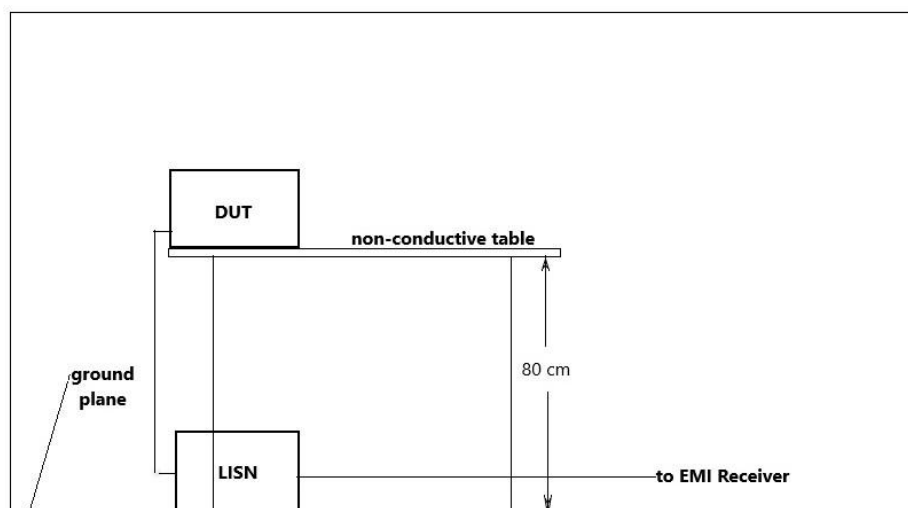 DUT
non-conductive table
80 cm
ground
plane
LISN
to EMI Receiver